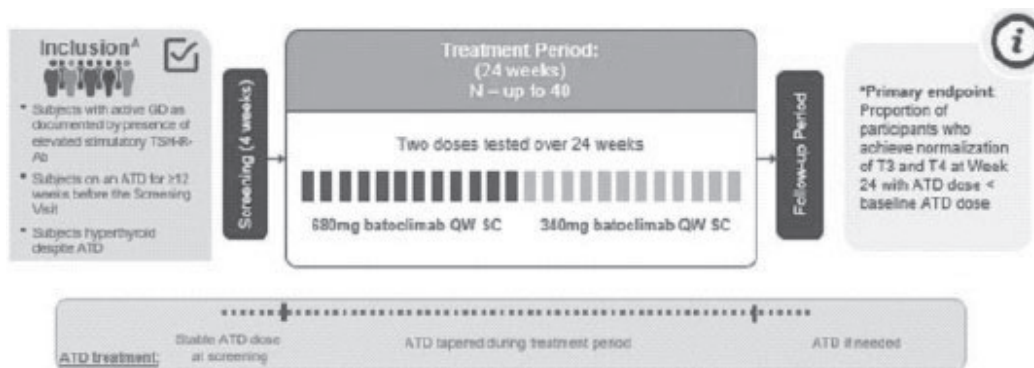 Inclusion^A
• Subjects with active GD as
documented by presence of
elevated stimulatory TSH-R-
Ab
• Subjects on an ATD for ≥12
weeks before the Screening
Visit
• Subjects hyperthyroid
despite ATD
Screening (4 weeks)
Treatment Period:
(24 weeks)
N – up to 40
Two doses tested over 24 weeks
680mg batoclimab QW SC
340mg batoclimab QW SC
Follow-up Period
i
*Primary endpoint
Proportion of
participants who
achieve normalization
of T3 and T4 at Week
24 with ATD dose <
baseline ATD dose
ATD treatment:
Stable ATD dose
at screening
ATD tapered during treatment period
ATD if needed